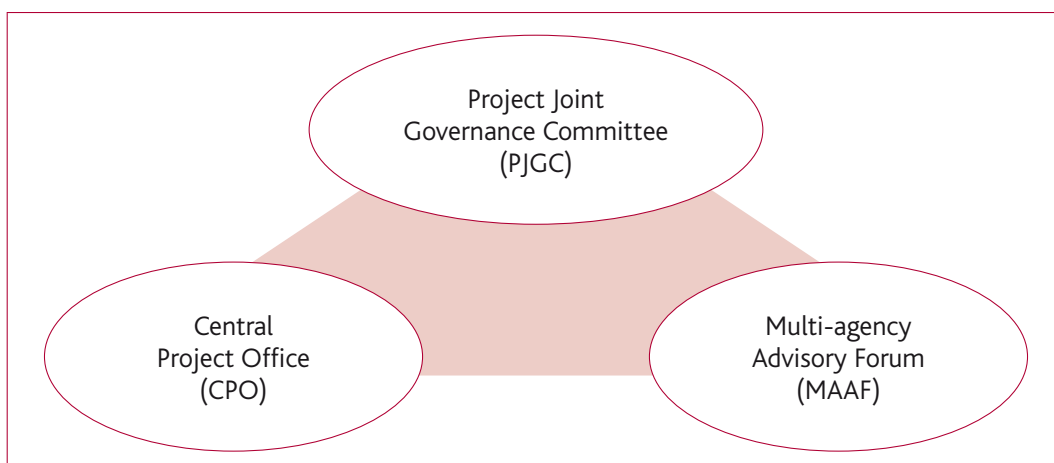 Project Joint
Governance Committee
(PJGC)
Central
Project Office
(CPO)
Multi-agency
Advisory Forum
(MAAF)